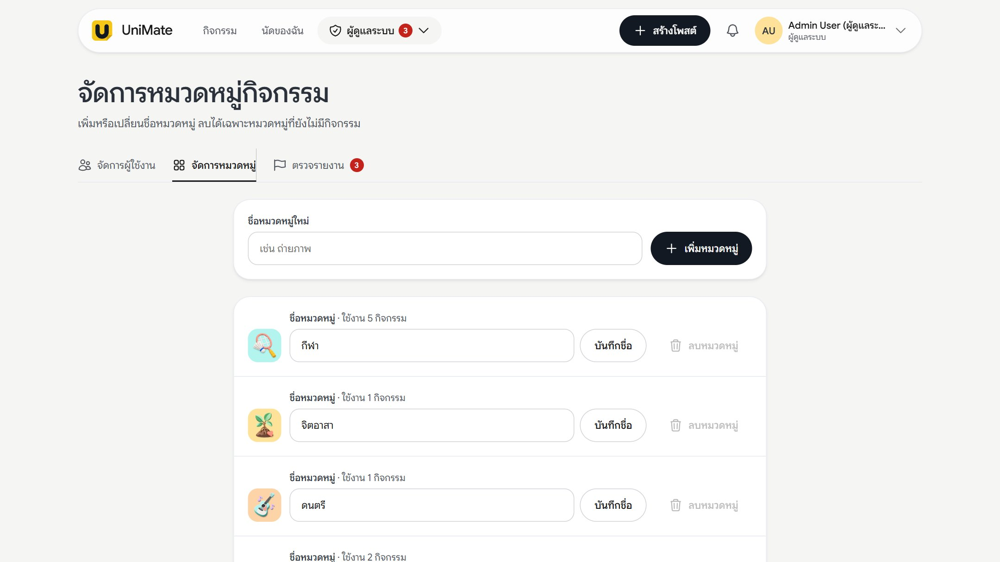 UniMate
กิจกรรม
นัดของฉัน
ผู้ดูแลระบบ 3
สร้างโพสต์
AU
Admin User (ผู้ดูแลระ...
ผู้ดูแลระบบ
จัดการหมวดหมู่กิจกรรม
เพิ่มหรือเปลี่ยนชื่อหมวดหมู่ ลบได้เฉพาะหมวดหมู่ที่ยังไม่มีกิจกรรม
จัดการผู้ใช้งาน
จัดการหมวดหมู่
ตรวจรายงาน 3
ชื่อหมวดหมู่ใหม่
เช่น ถ่ายภาพ
เพิ่มหมวดหมู่
ชื่อหมวดหมู่ · ใช้งาน 5 กิจกรรม
กีฬา
บันทึกชื่อ
ลบหมวดหมู่
ชื่อหมวดหมู่ · ใช้งาน 1 กิจกรรม
จิตอาสา
บันทึกชื่อ
ลบหมวดหมู่
ชื่อหมวดหมู่ · ใช้งาน 1 กิจกรรม
ดนตรี
บันทึกชื่อ
ลบหมวดหมู่
ชื่อหมวดหมู่ · ใช้งาน 2 กิจกรรม